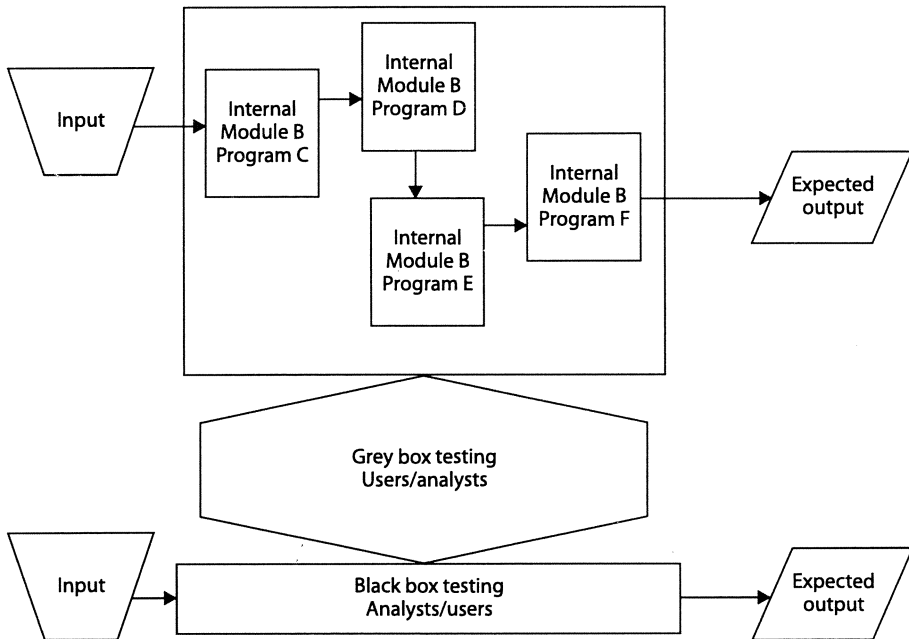 Input
Internal
Module B
Program C
Internal
Module B
Program D
Internal
Module B
Program E
Internal
Module B
Program F
Expected
output
Grey box testing
Users/analysts
Input
Black box testing
Analysts/users
Expected
output